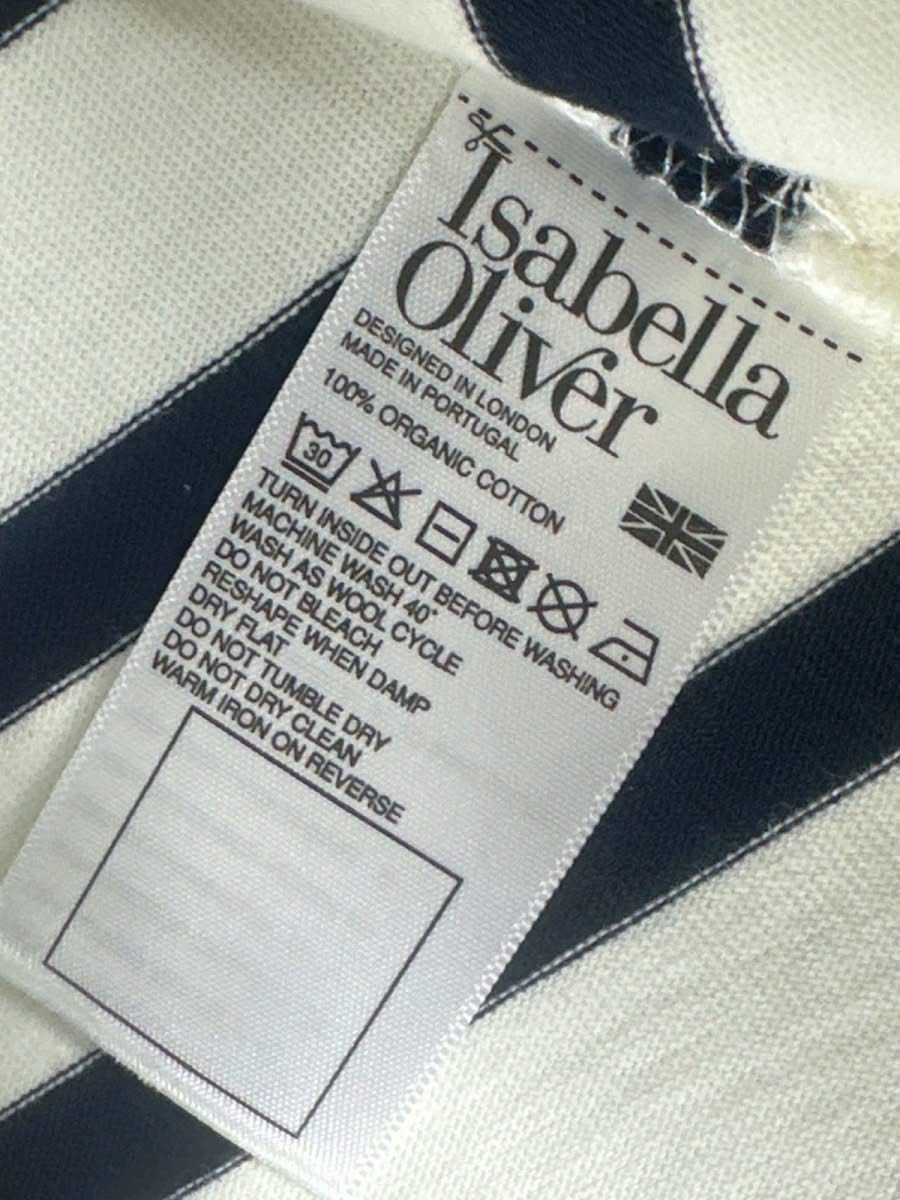 Isabella
Oliver
DESIGNED IN LONDON
MADE IN PORTUGAL
100% ORGANIC COTTON
30
TURN INSIDE OUT BEFORE WASHING
MACHINE WASH 40°
WASH AS WOOL CYCLE
DO NOT BLEACH
RESHAPE WHEN DAMP
DRY FLAT
DO NOT TUMBLE DRY
DO NOT DRY CLEAN
WARM IRON ON REVERSE